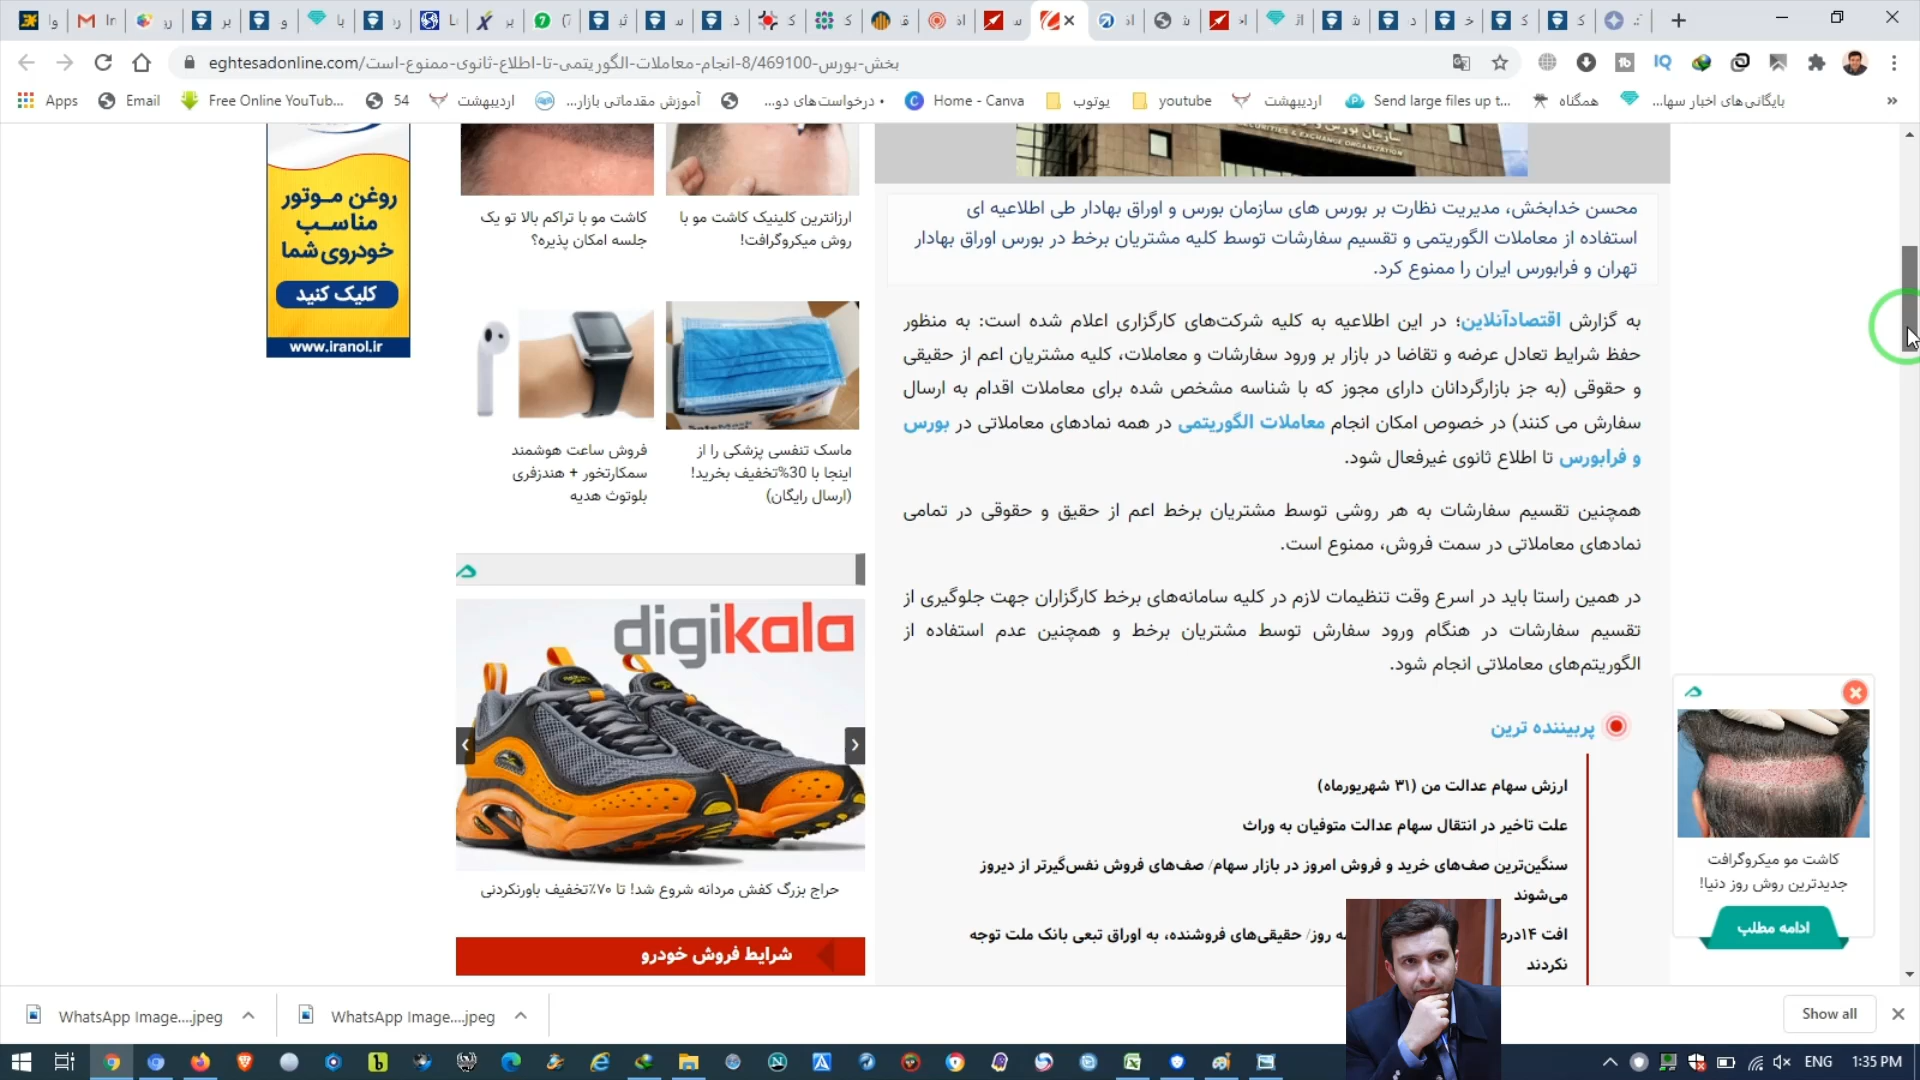 eghtesadonline.com/بخش-بورس-8/469100-انجام-معاملات-الگوریتمی-تا-اطلاع-ثانوی-ممنوع-است
IQ
Apps
Email
Free Online YouTub...
54
اردیبهشت
آموزش مقدماتی بازار...
درخواست‌های دو...
Home - Canva
یوتوب
youtube
اردیبهشت
Send large files up t...
همگناه
بایگانی‌های اخبار سها...
سازمان بورس و
SECURITIES & EXCHANGE ORGANIZATION
محسن خدابخش، مدیریت نظارت بر بورس های سازمان بورس و اوراق بهادار طی اطلاعیه ای
استفاده از معاملات الگوریتمی و تقسیم سفارشات توسط کلیه مشتریان برخط در بورس اوراق بهادار
تهران و فرابورس ایران را ممنوع کرد.
به گزارش اقتصادآنلاین؛ در این اطلاعیه به کلیه شرکت‌های کارگزاری اعلام شده است: به منظور
حفظ شرایط تعادل عرضه و تقاضا در بازار بر ورود سفارشات و معاملات، کلیه مشتریان اعم از حقیقی
و حقوقی (به جز بازارگردانان دارای مجوز که با شناسه مشخص شده برای معاملات اقدام به ارسال
سفارش می کنند) در خصوص امکان انجام معاملات الگوریتمی در همه نمادهای معاملاتی در بورس
و فرابورس تا اطلاع ثانوی غیرفعال شود.
همچنین تقسیم سفارشات به هر روشی توسط مشتریان برخط اعم از حقیق و حقوقی در تمامی
نمادهای معاملاتی در سمت فروش، ممنوع است.
در همین راستا باید در اسرع وقت تنظیمات لازم در کلیه سامانه‌های برخط کارگزاران جهت جلوگیری از
تقسیم سفارشات در هنگام ورود سفارش توسط مشتریان برخط و همچنین عدم استفاده از
الگوریتم‌های معاملاتی انجام شود.
پربیننده ترین
ارزش سهام عدالت من (۳۱ شهریورماه)
علت تاخیر در انتقال سهام عدالت متوفیان به وراث
سنگین‌ترین صف‌های خرید و فروش امروز در بازار سهام/ صف‌های فروش نفس‌گیرتر از دیروز
می‌شوند
افت ۱۴در
ه روز/ حقیقی‌های فروشنده، به اوراق تبعی بانک ملت توجه
نکردند
ارزانترین کلینیک کاشت مو با
روش میکروگرافت!
کاشت مو با تراکم بالا تو یک
جلسه امکان پذیره؟
ماسک تنفسی پزشکی را از
اینجا با 30%تخفیف بخرید!
(ارسال رایگان)
فروش ساعت هوشمند
سمکارتخور + هندزفری
بلوتوث هدیه
digikala
حراج بزرگ کفش مردانه شروع شد! تا ۷۰٪تخفیف باورنکردنی
شرایط فروش خودرو
روغن مـوتور
مناسـب
خودروی شما
کلیک کنید
www.iranol.ir
کاشت مو میکروگرافت
جدیدترین روش روز دنیا!
ادامه مطلب
WhatsApp Image....jpeg
WhatsApp Image....jpeg
Show all
ENG
1:35 PM